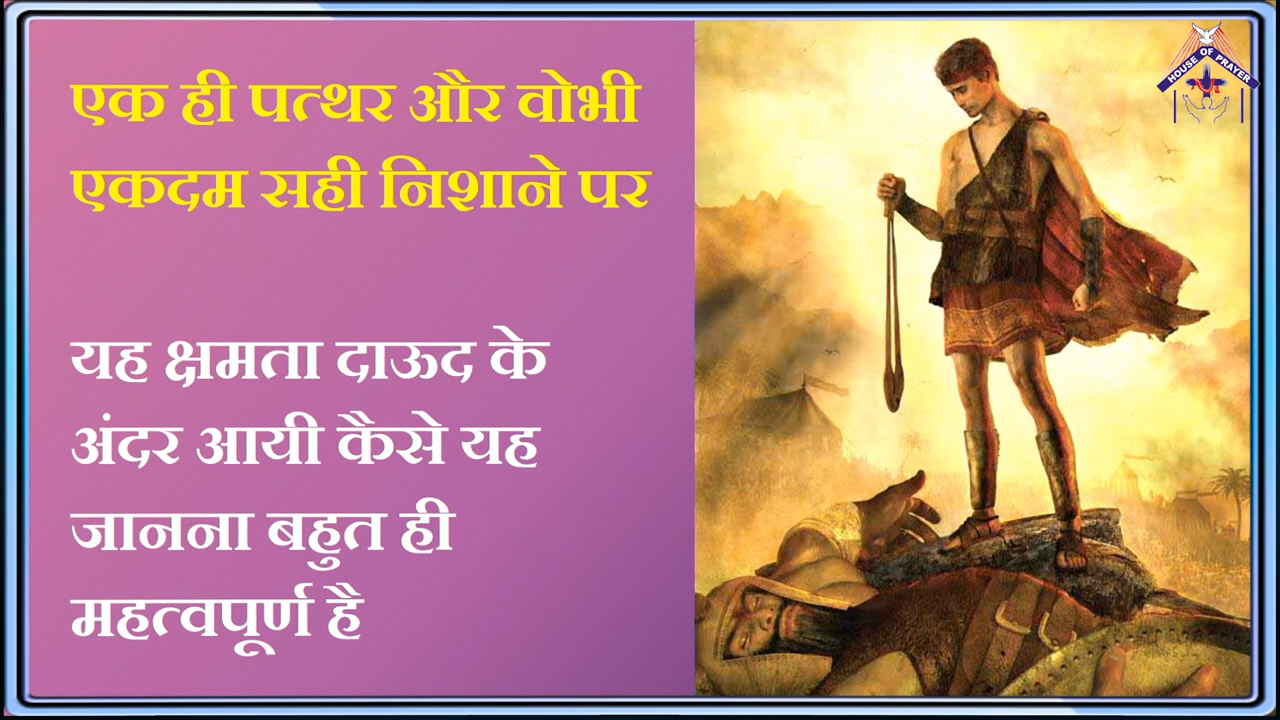 एक ही पत्थर और वोभी
एकदम सही निशाने पर
यह क्षमता दाऊद के
अंदर आयी कैसे यह
जानना बहुत ही
महत्वपूर्ण है
HOUSE OF PRAYER